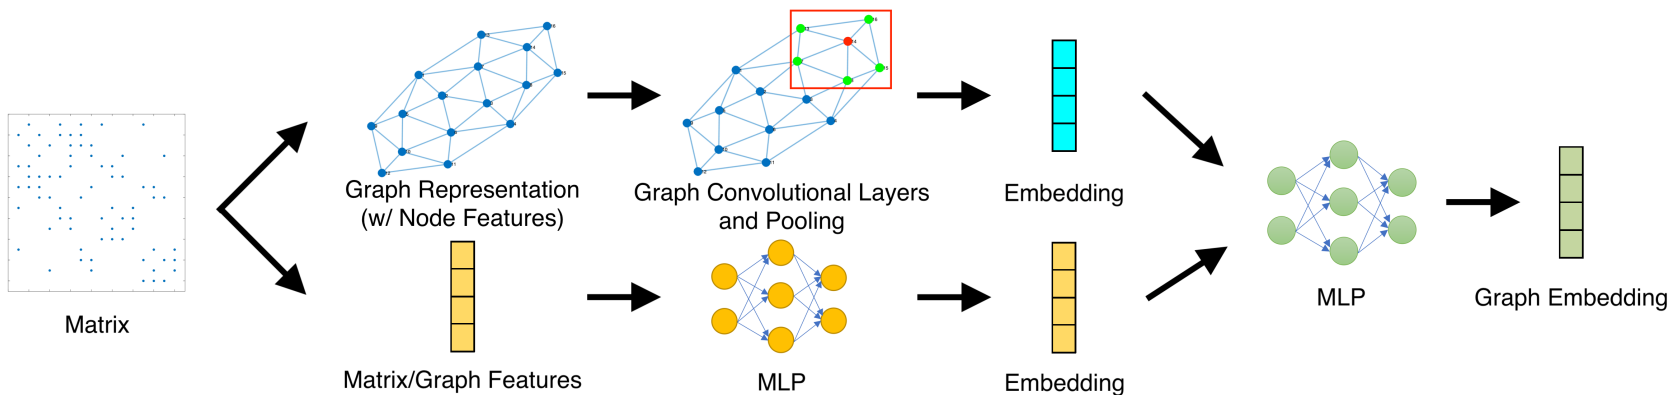 Matrix
Graph Representation
(w/ Node Features)
Graph Convolutional Layers
and Pooling
Embedding
Matrix/Graph Features
MLP
Embedding
MLP
Graph Embedding